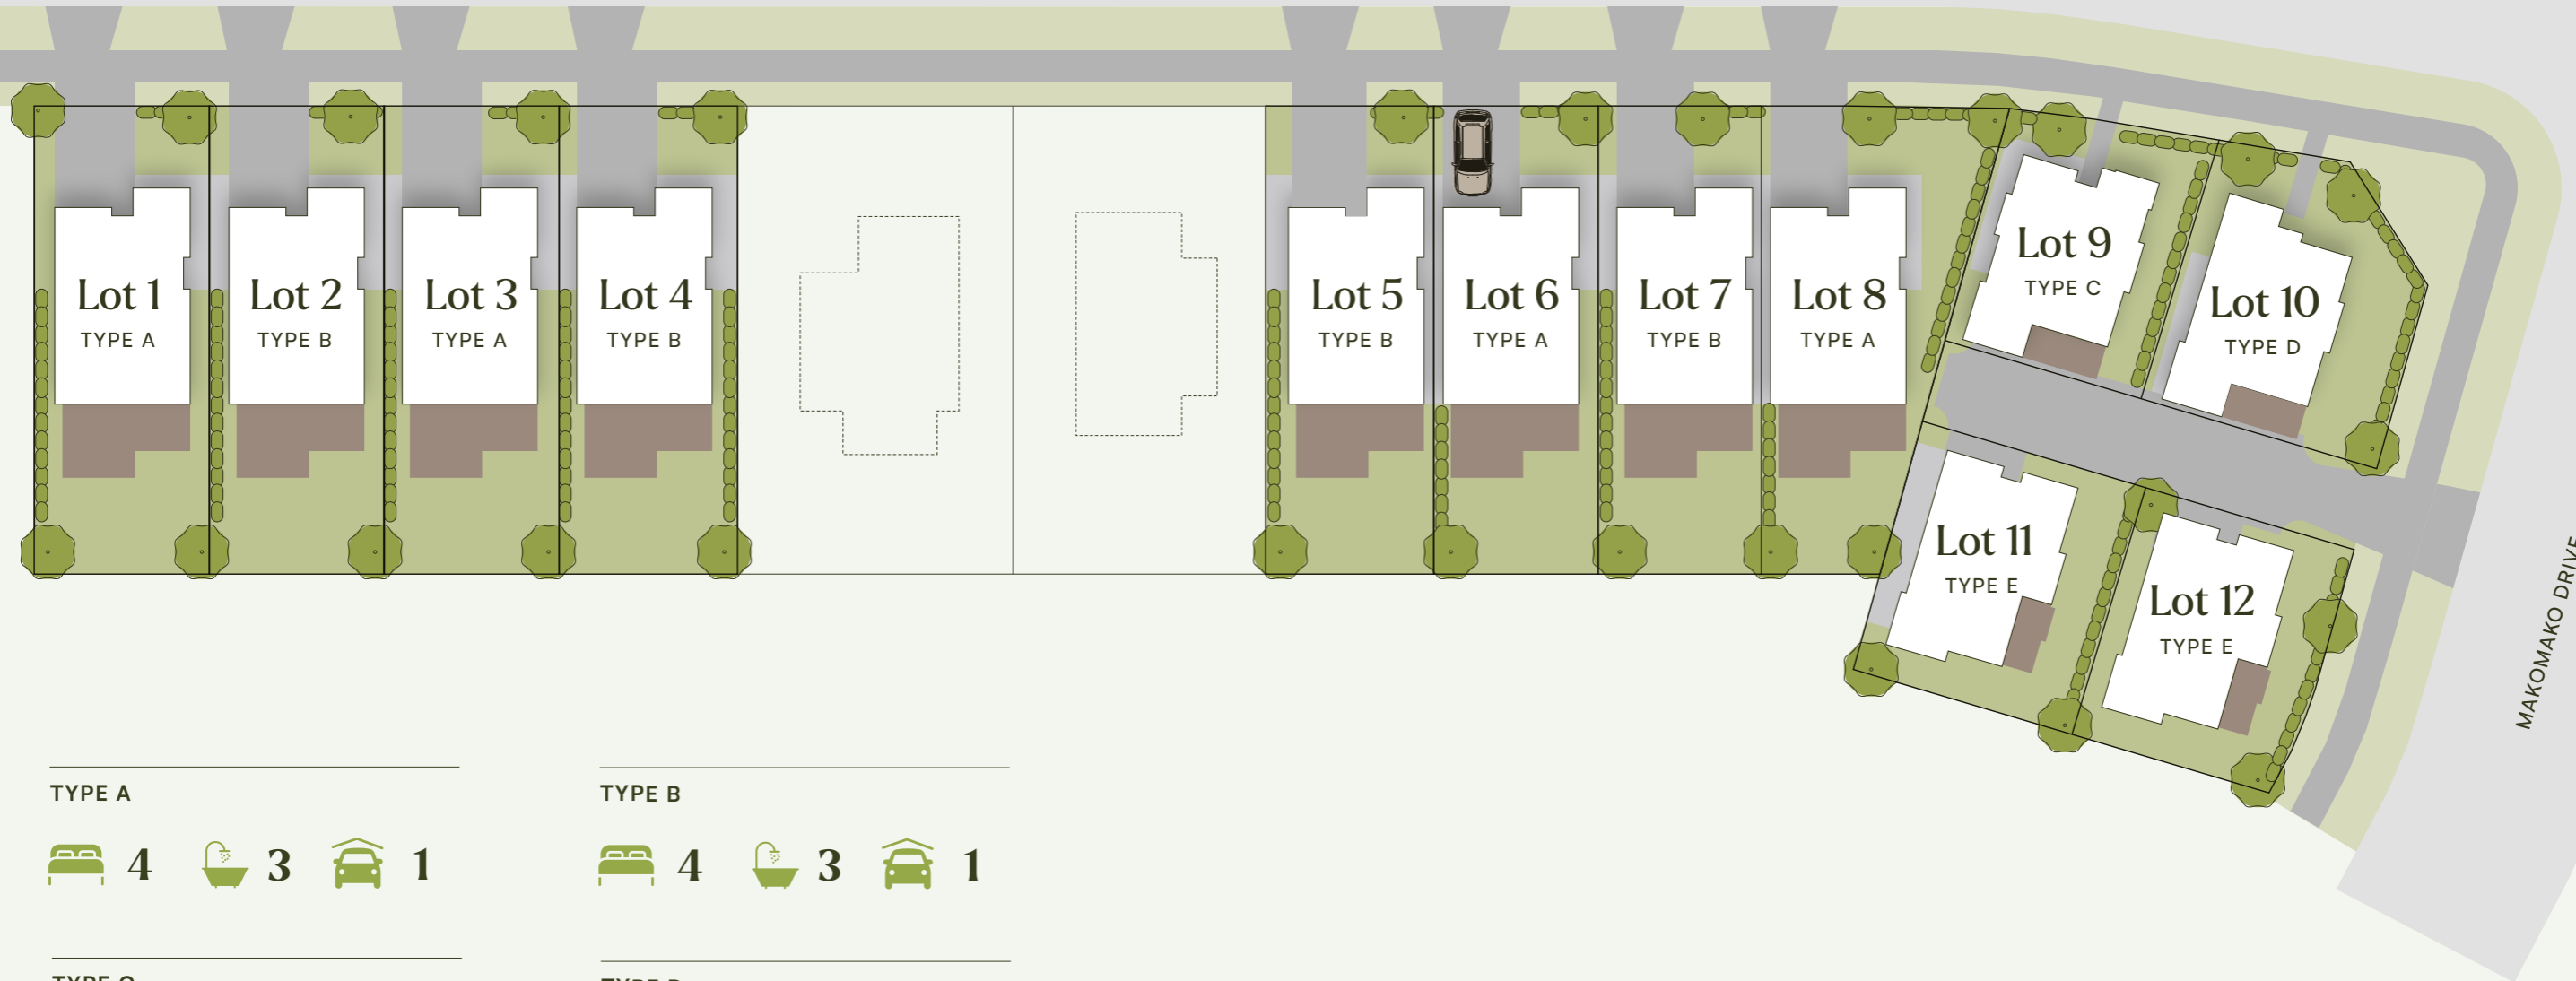 Lot 1
TYPE A
Lot 2
TYPE B
Lot 3
TYPE A
Lot 4
TYPE B
Lot 5
TYPE B
Lot 6
TYPE A
Lot 7
TYPE B
Lot 8
TYPE A
Lot 9
TYPE C
Lot 10
TYPE D
Lot 11
TYPE E
Lot 12
TYPE E
MAKOMAKO DRIVE
TYPE A
4 3 1
TYPE B
4 3 1